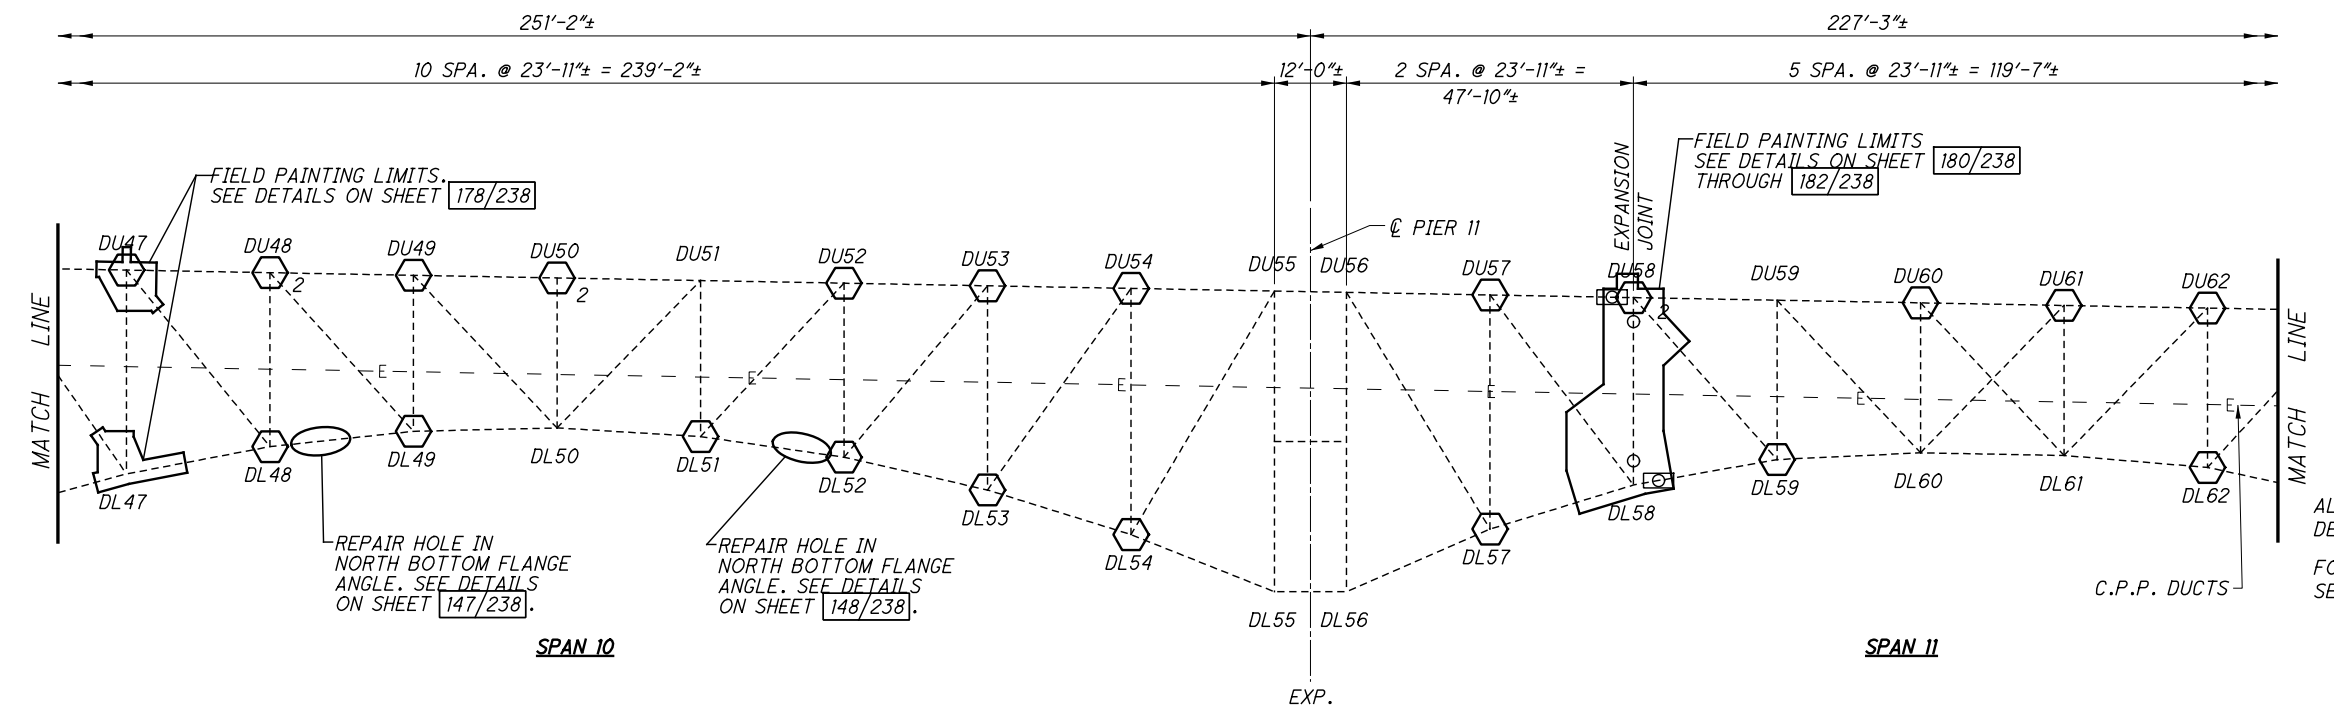 251'-2"±
227'-3"±
10 SPA. @ 23'-11"± = 239'-2"±
12'-0"±
2 SPA. @ 23'-11"± =
47'-10"±
5 SPA. @ 23'-11"± = 119'-7"±
FIELD PAINTING LIMITS.
SEE DETAILS ON SHEET 178/238
℄ PIER 11
EXPANSION
JOINT
FIELD PAINTING LIMITS
SEE DETAILS ON SHEET 180/238
THROUGH 182/238
MATCH LINE
DU47
DU48
2
DU49
DU50
2
DU51
DU52
DU53
DU54
DU55
DU56
DU57
DU58
2
DU59
DU60
DU61
DU62
MATCH LINE
E
E
E
E
E
E
DL47
DL48
DL49
DL50
DL51
DL52
DL53
DL54
DL55
DL56
DL57
DL58
DL59
DL60
DL61
DL62
REPAIR HOLE IN
NORTH BOTTOM FLANGE
ANGLE. SEE DETAILS
ON SHEET 147/238.
REPAIR HOLE IN
NORTH BOTTOM FLANGE
ANGLE. SEE DETAILS
ON SHEET 148/238.
C.P.P. DUCTS
AL
DE
FO
SE
SPAN 10
SPAN 11
EXP.